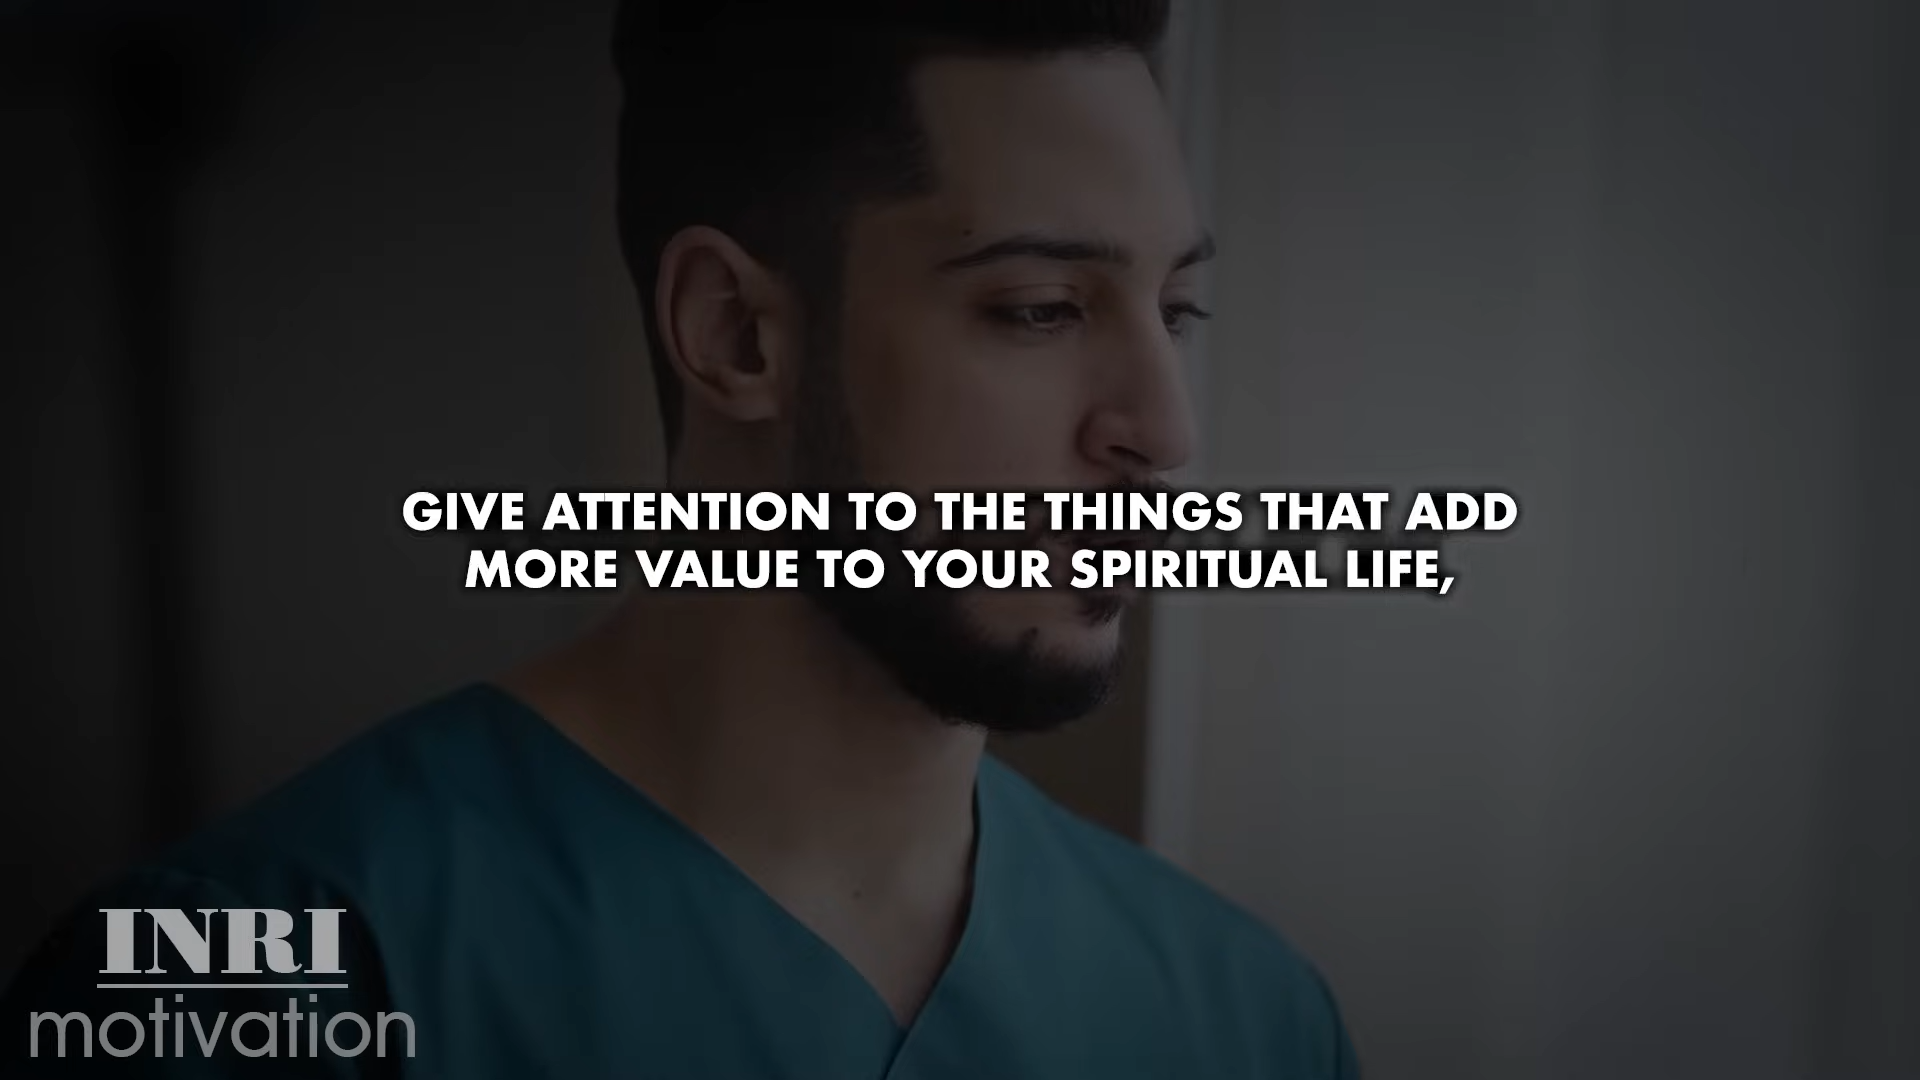 GIVE ATTENTION TO THE THINGS THAT ADD
MORE VALUE TO YOUR SPIRITUAL LIFE,
INRI
motivation